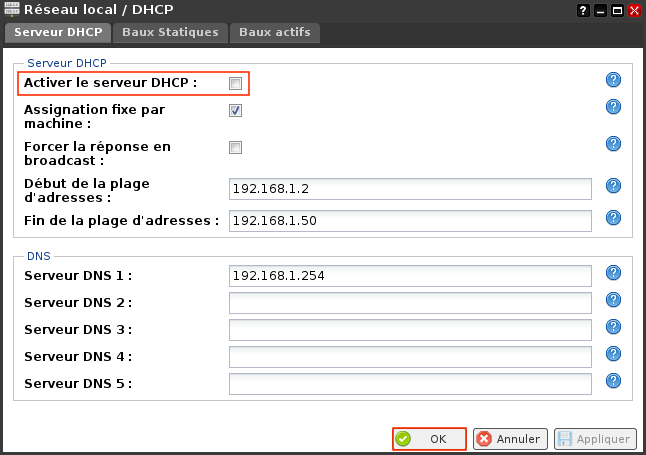 Réseau local / DHCP
Serveur DHCP Baux Statiques Baux actifs
Serveur DHCP
Activer le serveur DHCP :
Assignation fixe par
machine :
Forcer la réponse en
broadcast :
Début de la plage
d'adresses :
192.168.1.2
Fin de la plage d'adresses : 192.168.1.50
DNS
Serveur DNS 1 : 192.168.1.254
Serveur DNS 2 :
Serveur DNS 3 :
Serveur DNS 4 :
Serveur DNS 5 :
OK Annuler Appliquer